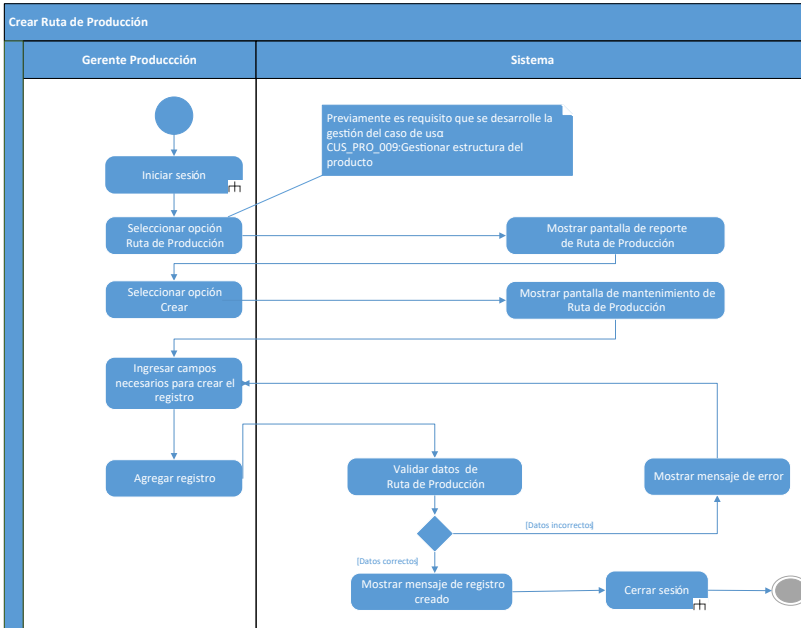 Crear Ruta de Producción
Gerente Produccción
Sistema
Previamente es requisito que se desarrolle la
gestión del caso de uso:
CUS_PRO_009:Gestionar estructura del
producto
Iniciar sesión
Seleccionar opción
Ruta de Producción
Mostrar pantalla de reporte
de Ruta de Producción
Seleccionar opción
Crear
Mostrar pantalla de mantenimiento de
Ruta de Producción
Ingresar campos
necesarios para crear el
registro
Agregar registro
Validar datos de
Ruta de Producción
Mostrar mensaje de error
[Datos incorrectos]
[Datos correctos]
Mostrar mensaje de registro
creado
Cerrar sesión